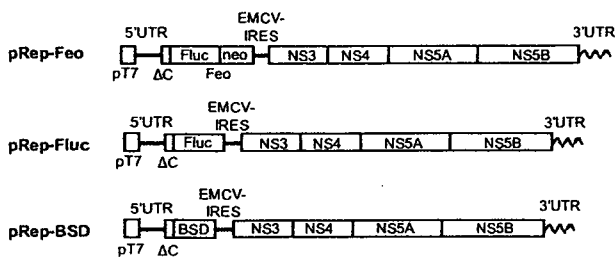 EMCV-
5'UTR IRES 3'UTR
pRep-Feo Fluc neo NS3 NS4 NS5A NS5B
pT7 ΔC Feo
EMCV-
5'UTR IRES 3'UTR
pRep-Fluc Fluc NS3 NS4 NS5A NS5B
pT7 ΔC
EMCV-
5'UTR IRES 3'UTR
pRep-BSD BSD NS3 NS4 NS5A NS5B
pT7 ΔC